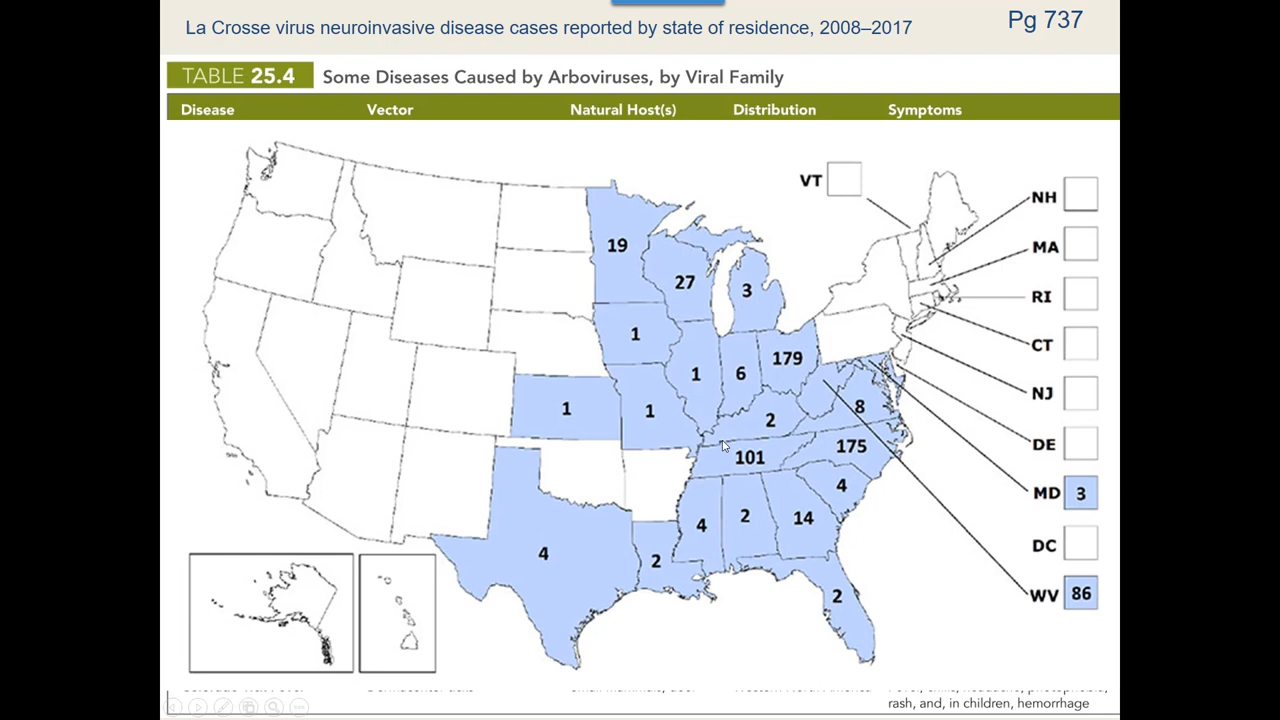 La Crosse virus neuroinvasive disease cases reported by state of residence, 2008–2017
Pg 737
TABLE 25.4 Some Diseases Caused by Arboviruses, by Viral Family
Disease Vector Natural Host(s) Distribution Symptoms
VT
NH
MA
RI
CT
NJ
DE
MD 3
DC
WV 86
19
27
3
1
1
6
179
1
1
2
8
101
175
4
4
2
14
4
2
2
rash, and, in children, hemorrhage